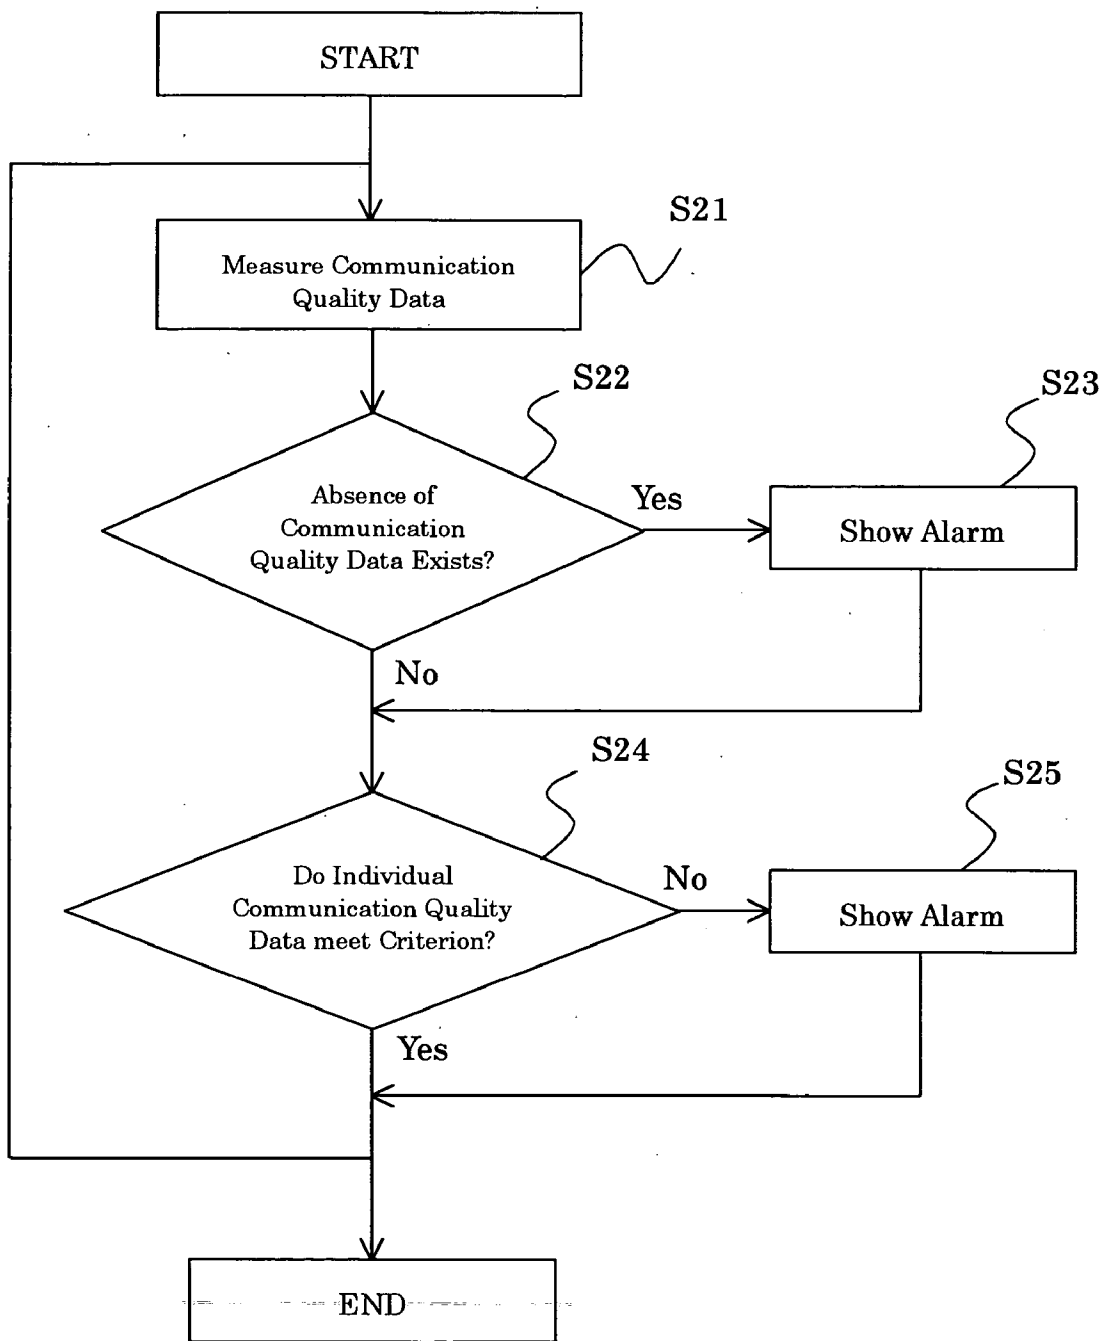 START
S21
Measure Communication
Quality Data
S22
S23
Absence of
Communication
Quality Data Exists?
Yes
Show Alarm
No
S24
S25
Do Individual
Communication Quality
Data meet Criterion?
No
Show Alarm
Yes
END